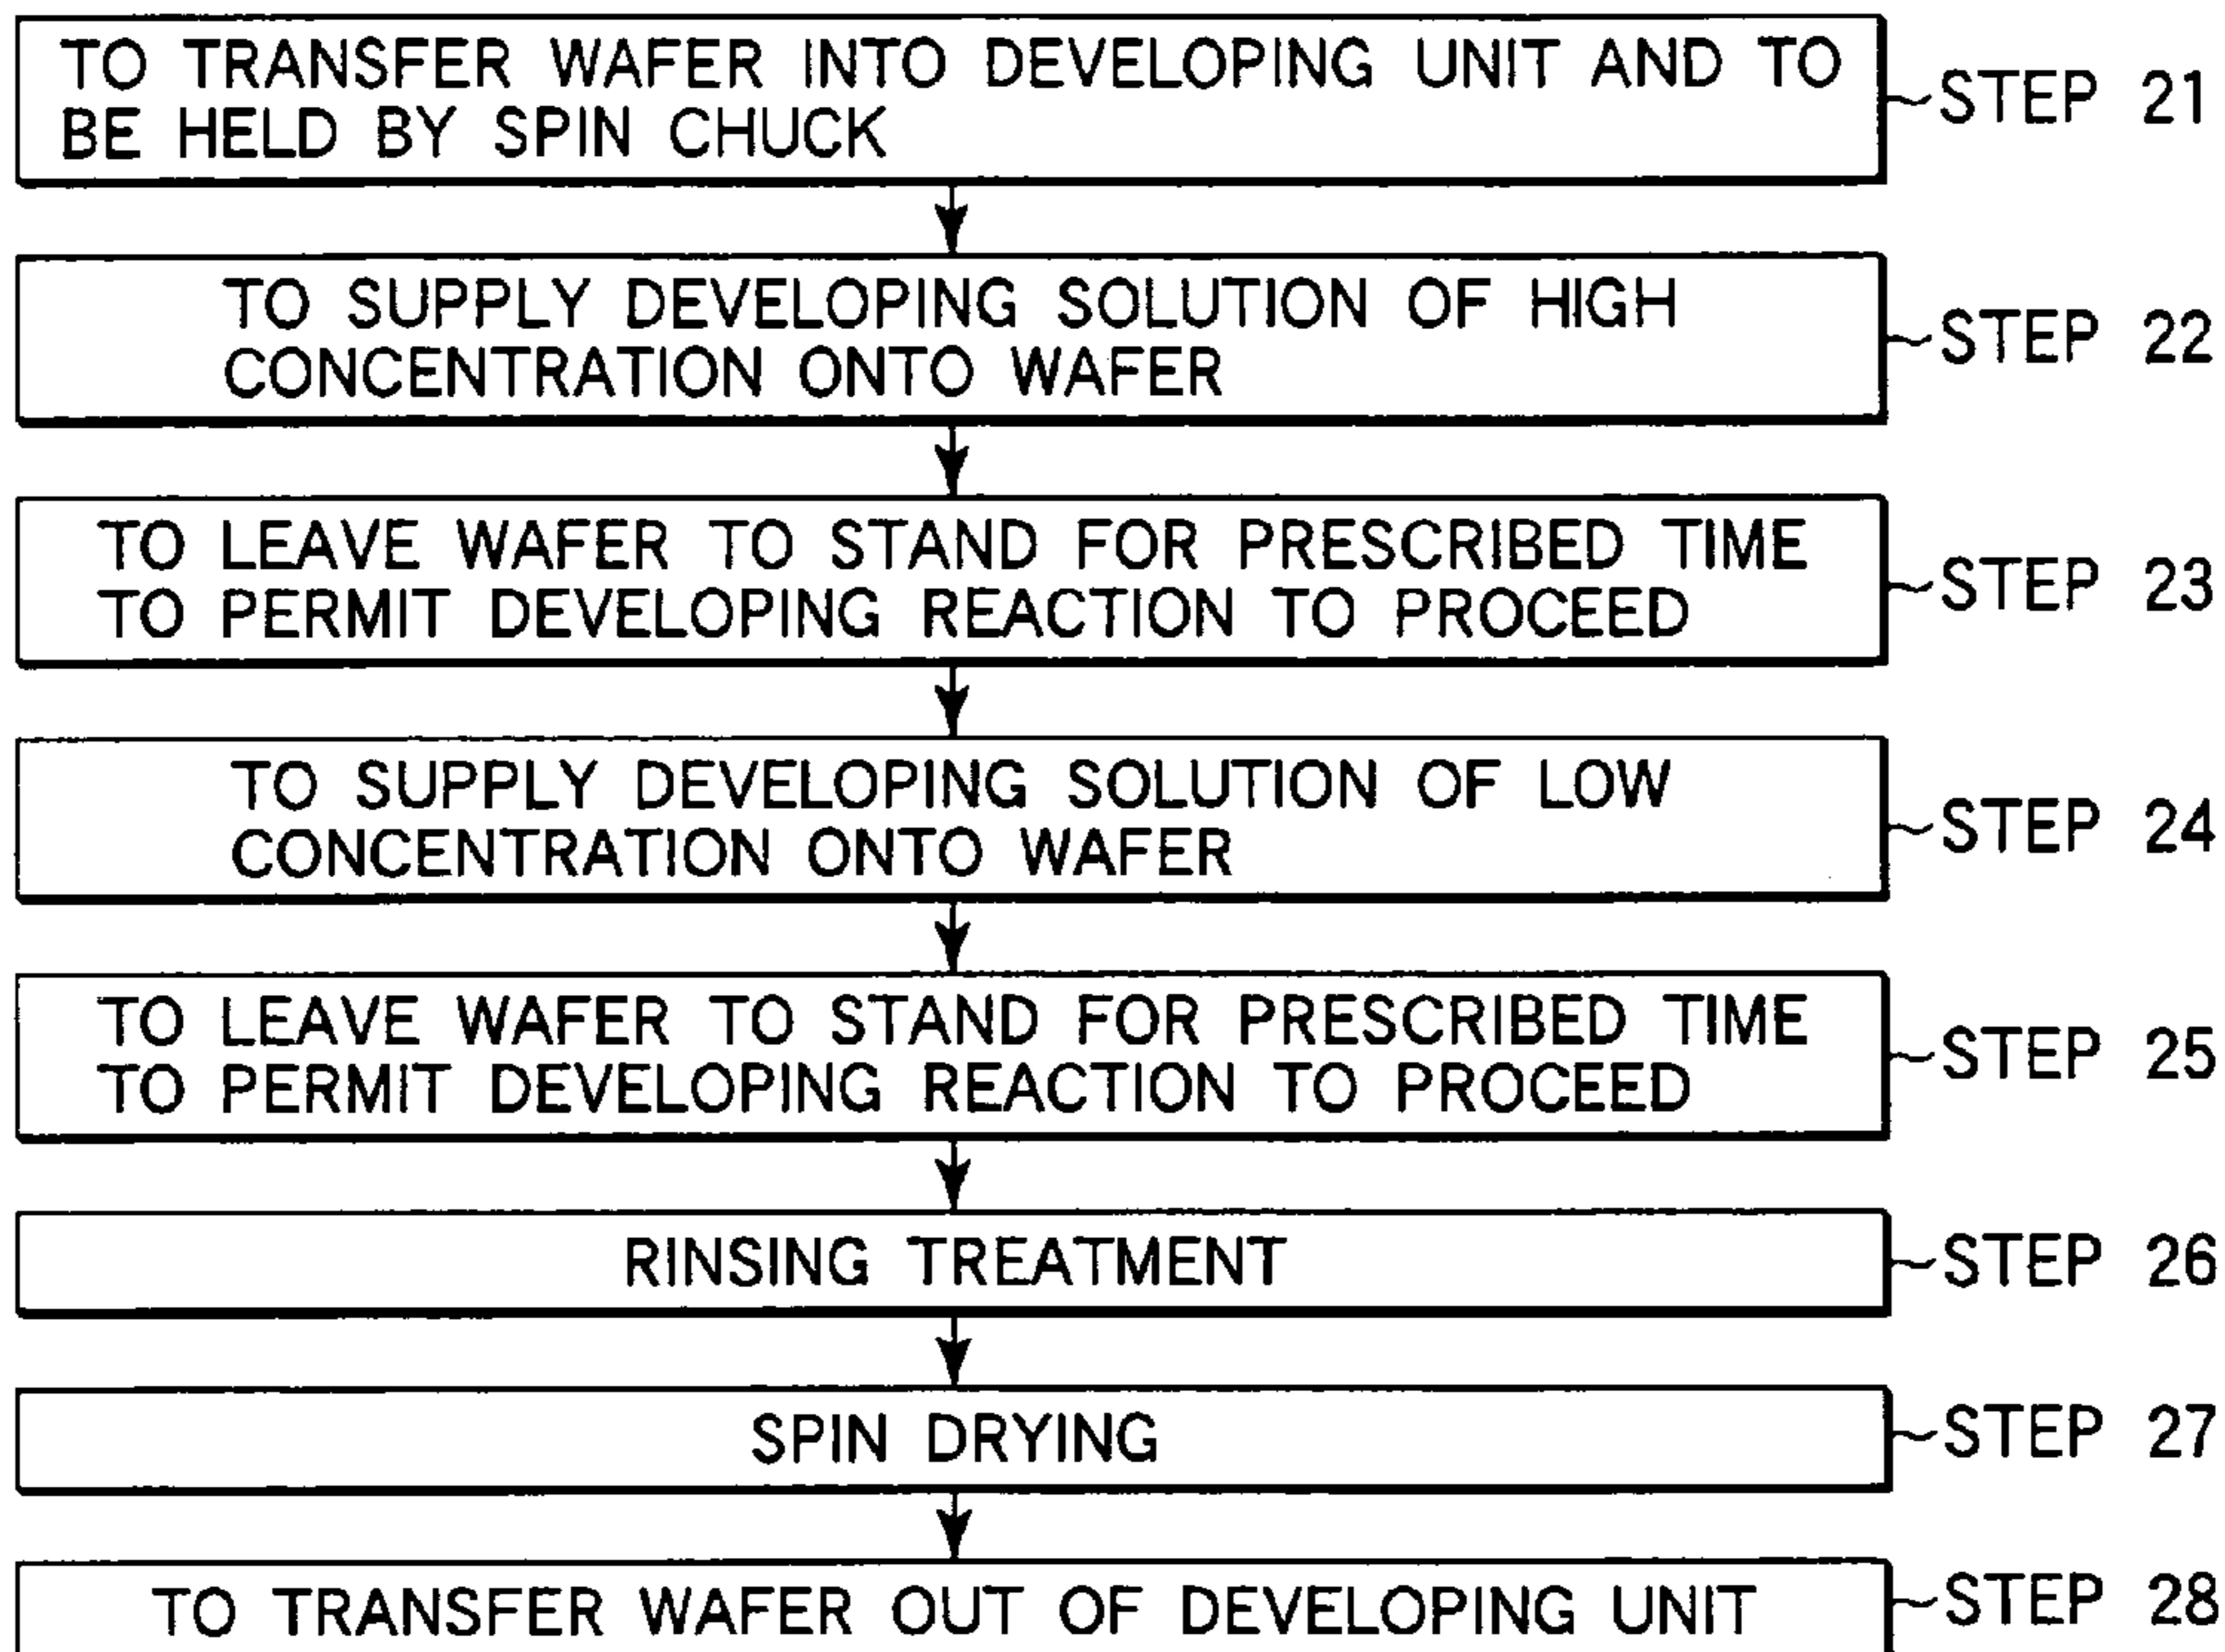 TO TRANSFER WAFER INTO DEVELOPING UNIT AND TO
BE HELD BY SPIN CHUCK
STEP 21
TO SUPPLY DEVELOPING SOLUTION OF HIGH
CONCENTRATION ONTO WAFER
STEP 22
TO LEAVE WAFER TO STAND FOR PRESCRIBED TIME
TO PERMIT DEVELOPING REACTION TO PROCEED
STEP 23
TO SUPPLY DEVELOPING SOLUTION OF LOW
CONCENTRATION ONTO WAFER
STEP 24
TO LEAVE WAFER TO STAND FOR PRESCRIBED TIME
TO PERMIT DEVELOPING REACTION TO PROCEED
STEP 25
RINSING TREATMENT
STEP 26
SPIN DRYING
STEP 27
TO TRANSFER WAFER OUT OF DEVELOPING UNIT
STEP 28